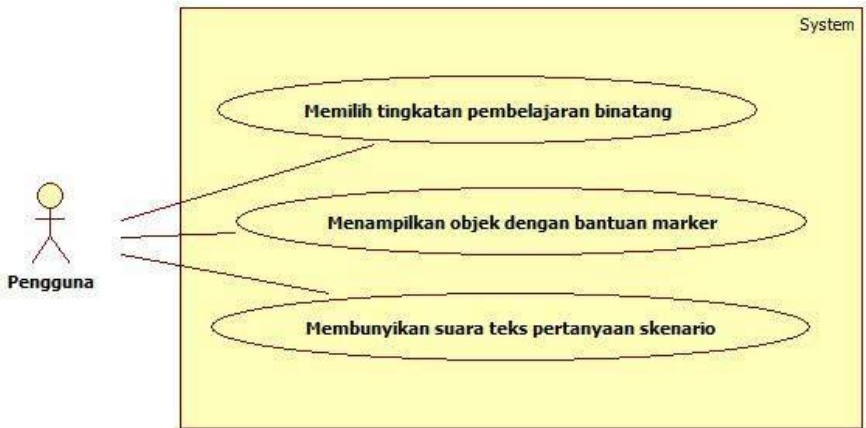 System
Memilih tingkatan pembelajaran binatang
Menampilkan objek dengan bantuan marker
Pengguna
Membunyikan suara teks pertanyaan skenario